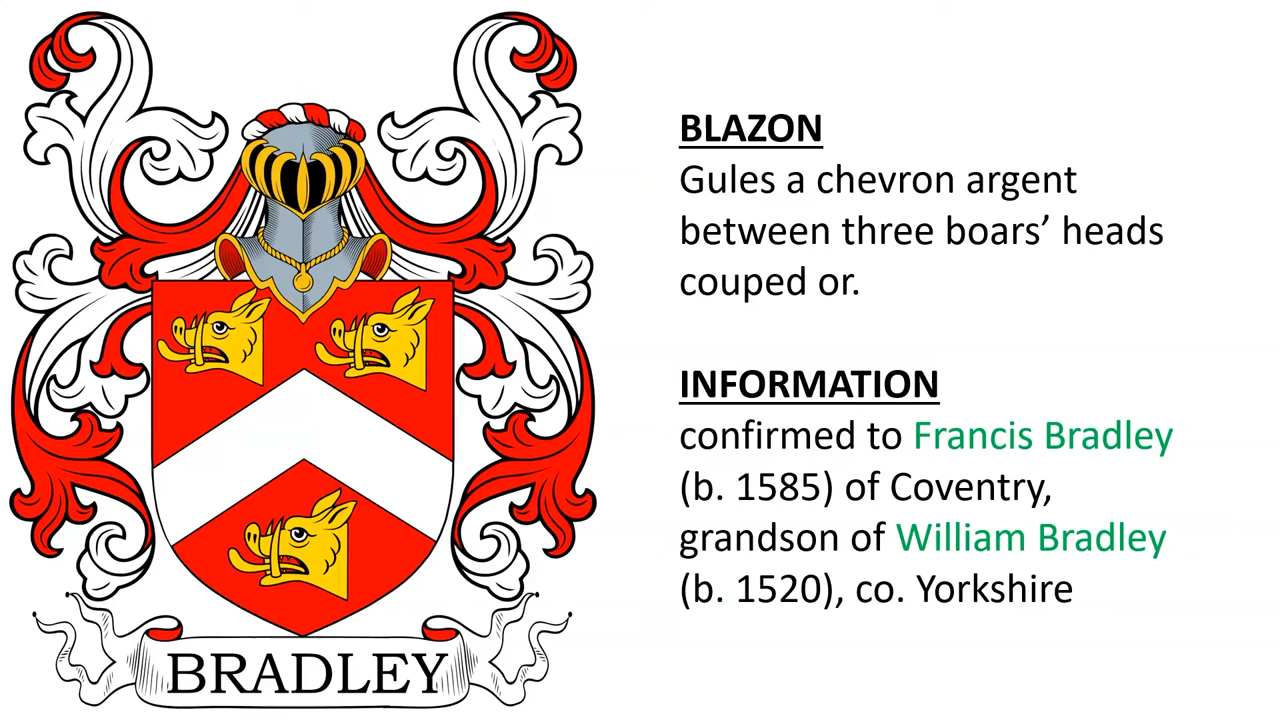 BLAZON
Gules a chevron argent
between three boars’ heads
couped or.
INFORMATION
confirmed to Francis Bradley
(b. 1585) of Coventry,
grandson of William Bradley
(b. 1520), co. Yorkshire
BRADLEY